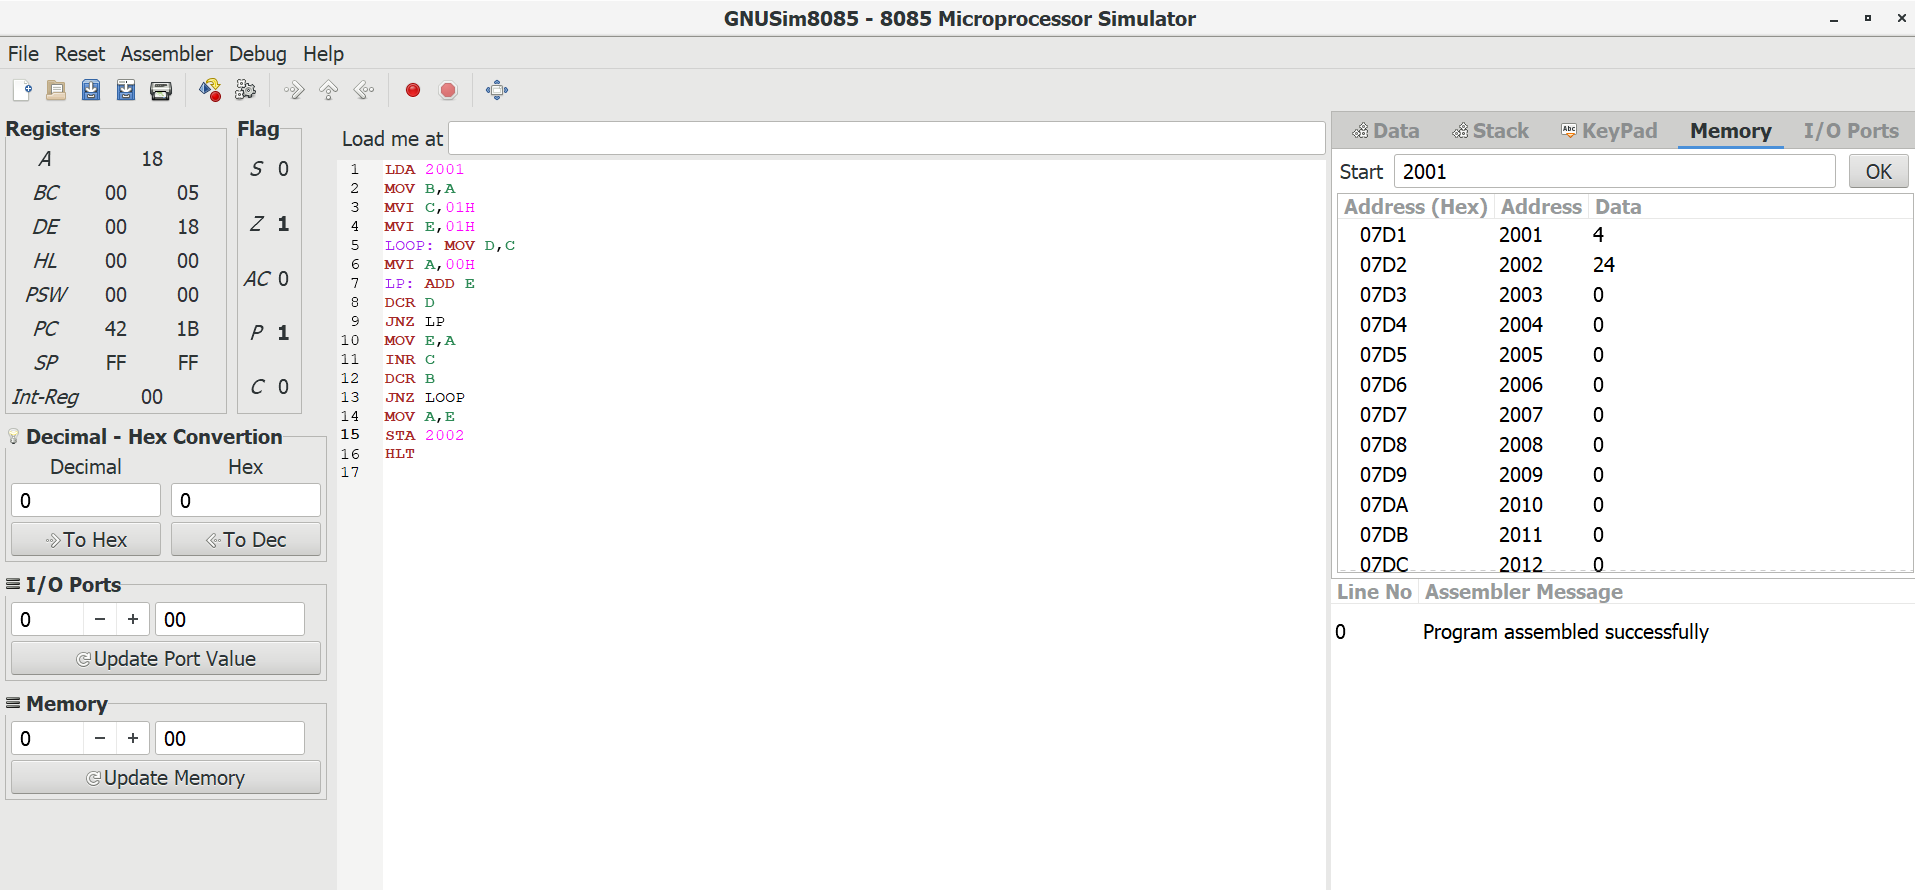 GNUSim8085 - 8085 Microprocessor Simulator
File Reset Assembler Debug Help
Registers
A 18
BC 00 05
DE 00 18
HL 00 00
PSW 00 00
PC 42 1B
SP FF FF
Int-Reg 00
Flag
S 0
Z 1
AC 0
P 1
C 0
Decimal - Hex Convertion
Decimal Hex
0 0
To Hex To Dec
I/O Ports
0 − + 00
Update Port Value
Memory
0 − + 00
Update Memory
Load me at
1 LDA 2001
2 MOV B,A
3 MVI C,01H
4 MVI E,01H
5 LOOP: MOV D,C
6 MVI A,00H
7 LP: ADD E
8 DCR D
9 JNZ LP
10 MOV E,A
11 INR C
12 DCR B
13 JNZ LOOP
14 MOV A,E
15 STA 2002
16 HLT
17
Data Stack Abc KeyPad Memory I/O Ports
Start 2001 OK
Address (Hex) Address Data
07D1 2001 4
07D2 2002 24
07D3 2003 0
07D4 2004 0
07D5 2005 0
07D6 2006 0
07D7 2007 0
07D8 2008 0
07D9 2009 0
07DA 2010 0
07DB 2011 0
07DC 2012 0
Line No Assembler Message
0 Program assembled successfully